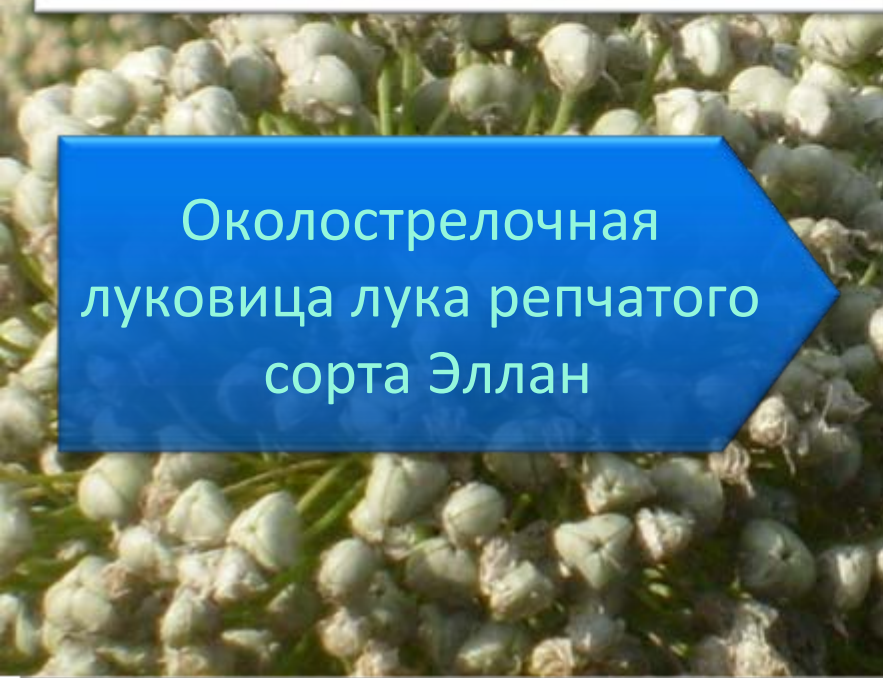 Околострелочная
луковица лука репчатого
сорта Эллан